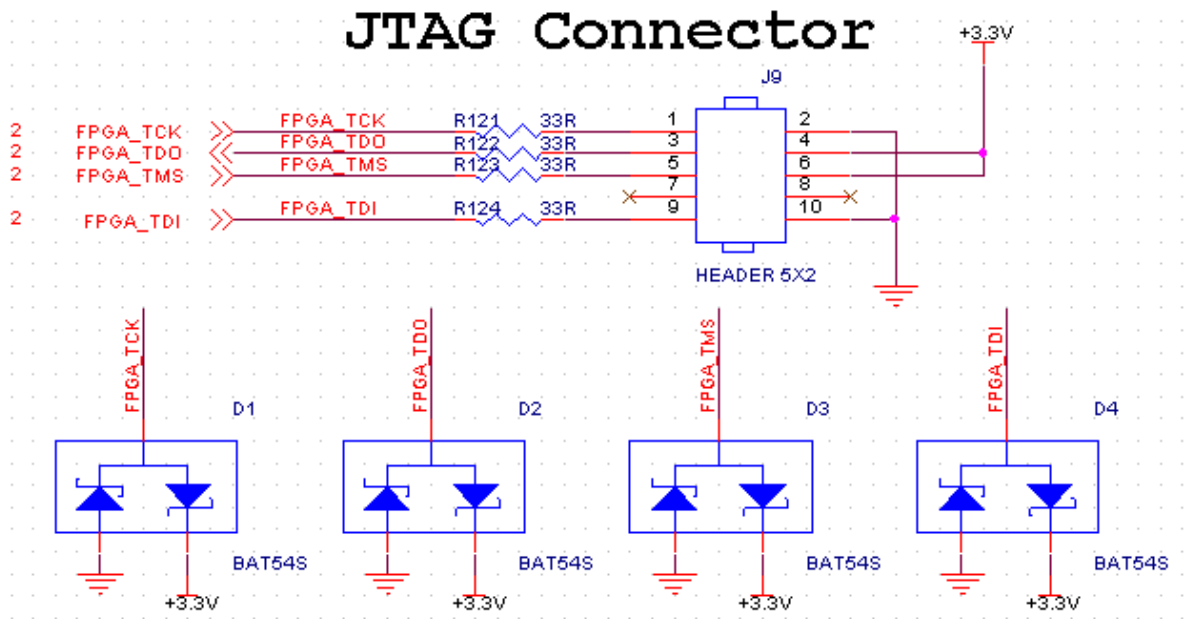 JTAG Connector
+3.3V
J9
2 FPGA_TCK FPGA_TCK R121 33R 1 2
2 FPGA_TDO FPGA_TDO R122 33R 3 4
2 FPGA_TMS FPGA_TMS R123 33R 5 6
7 8
2 FPGA_TDI FPGA_TDI R124 33R 9 10
HEADER 5X2
FPGA_TCK FPGA_TDO FPGA_TMS FPGA_TDI
D1 D2 D3 D4
BAT54S BAT54S BAT54S BAT54S
+3.3V +3.3V +3.3V +3.3V